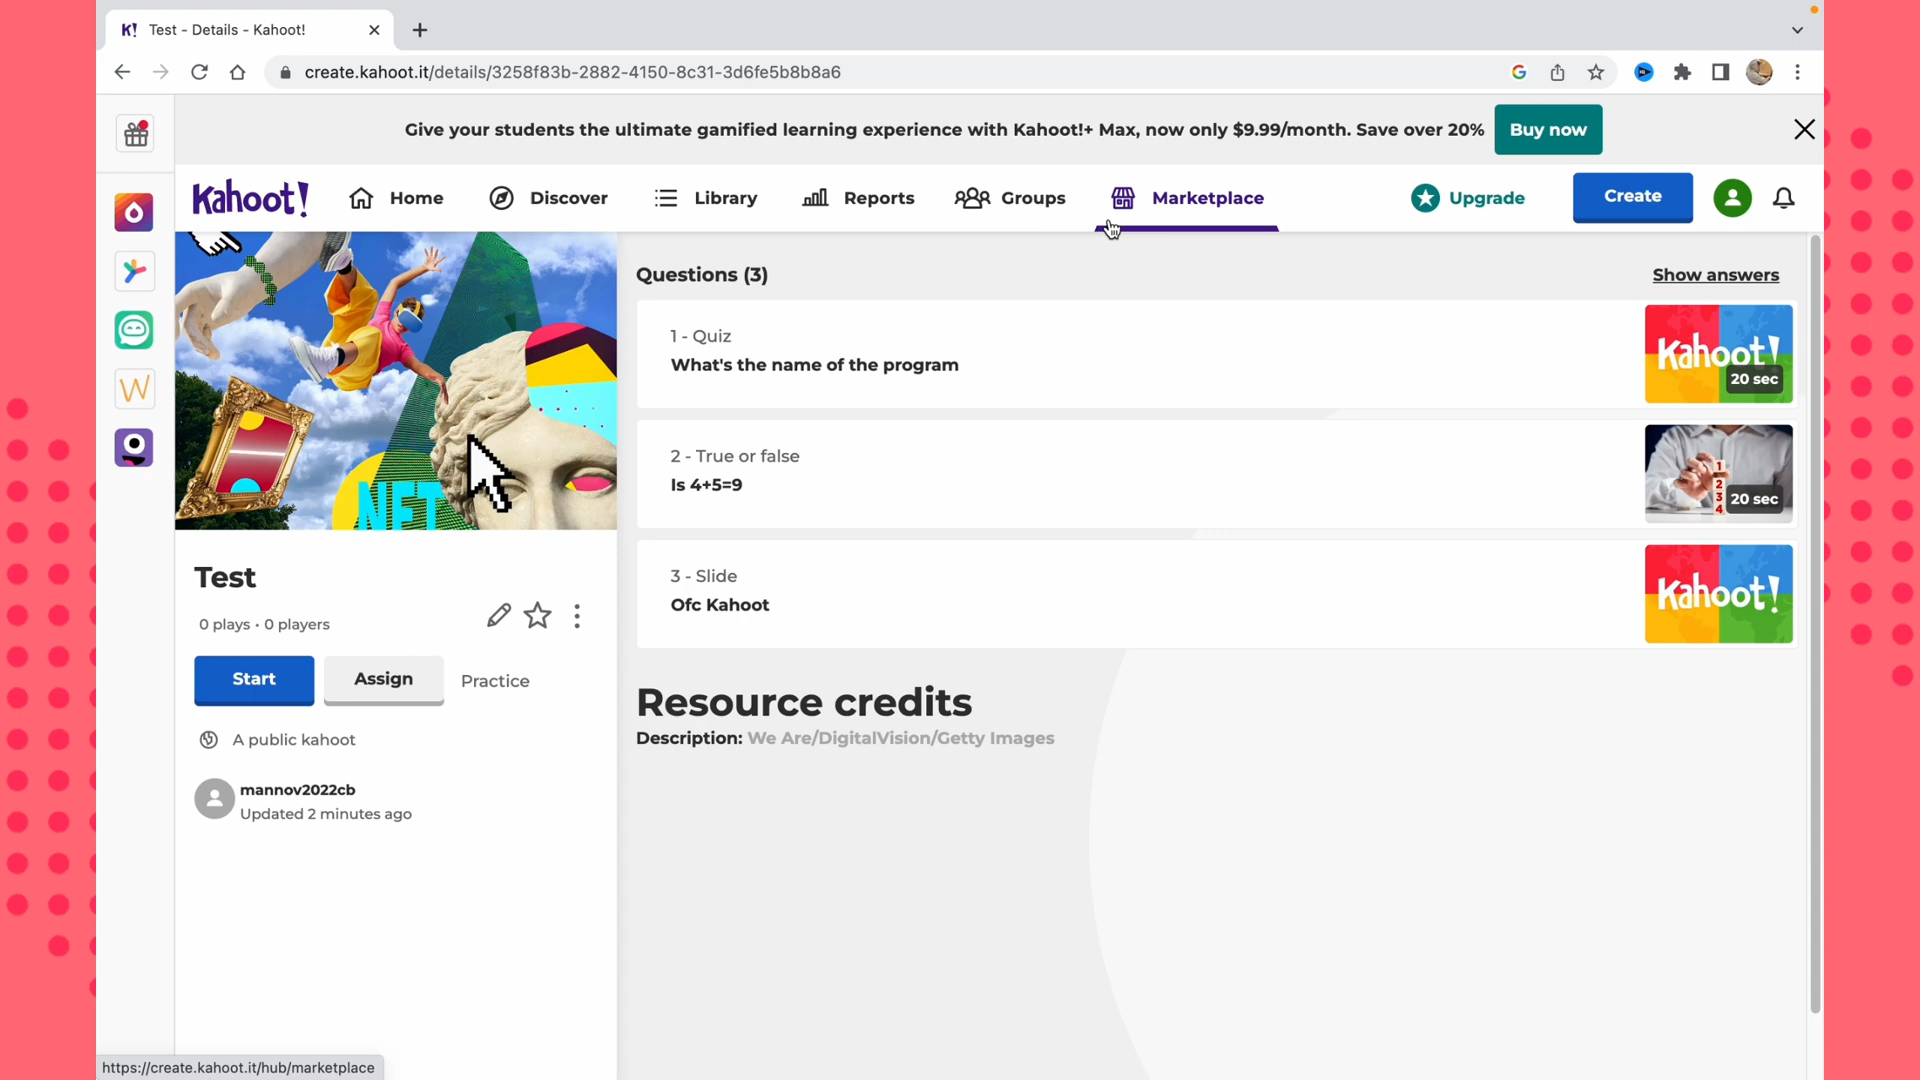 K! Test - Details - Kahoot!
create.kahoot.it/details/3258f83b-2882-4150-8c31-3d6fe5b8b8a6
Give your students the ultimate gamified learning experience with Kahoot!+ Max, now only $9.99/month. Save over 20%
Buy now
Kahoot!
Home
Discover
Library
Reports
Groups
Marketplace
Upgrade
Create
W
NFT
Test
0 plays • 0 players
Start
Assign
Practice
A public kahoot
mannov2022cb
Updated 2 minutes ago
Questions (3)
Show answers
1 - Quiz
What's the name of the program
Kahoot!
20 sec
2 - True or false
Is 4+5=9
1
2
3
4
20 sec
3 - Slide
Ofc Kahoot
Kahoot!
Resource credits
Description: We Are/DigitalVision/Getty Images
https://create.kahoot.it/hub/marketplace